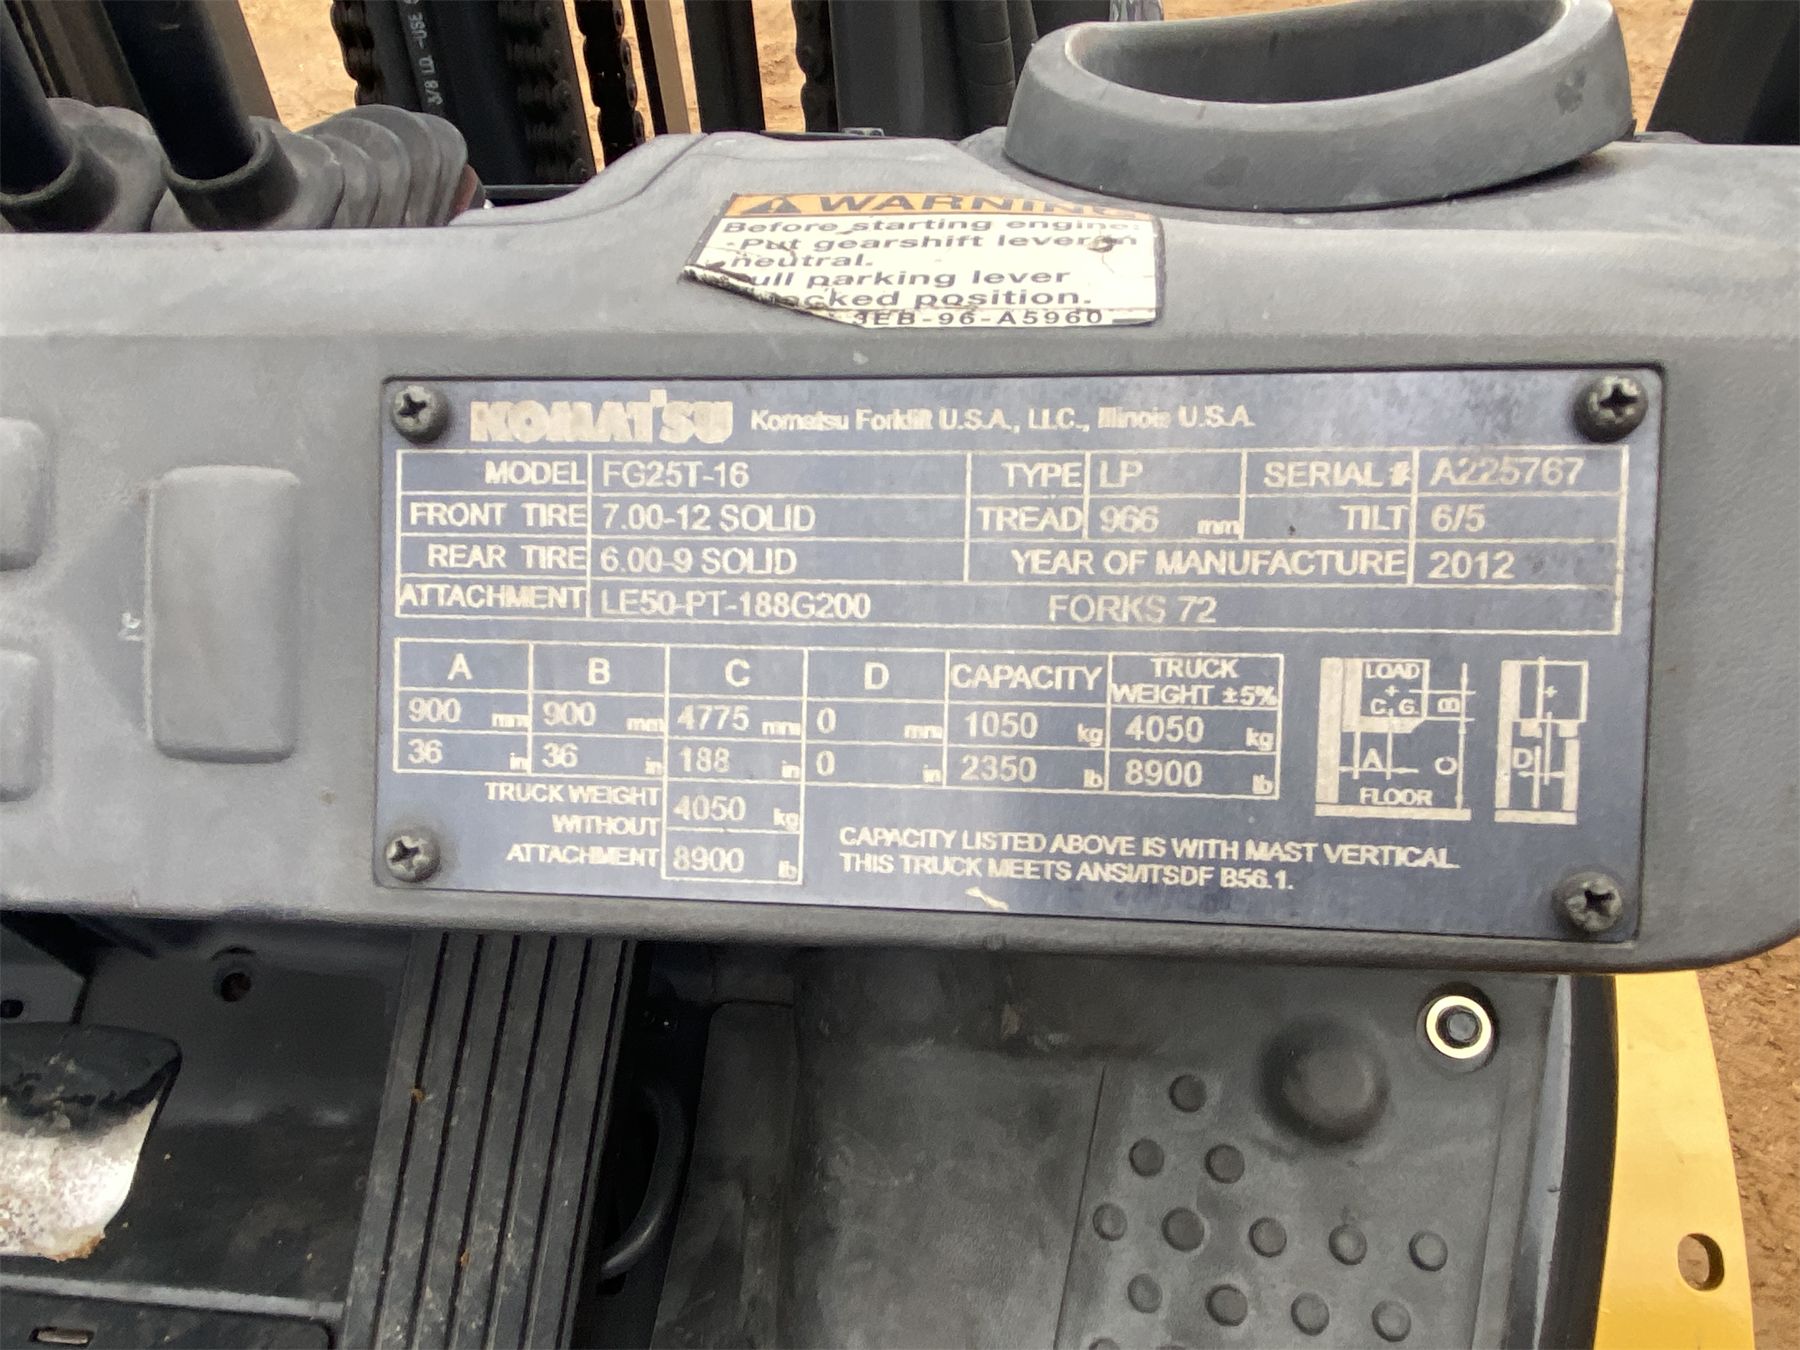 3/8 I.D. -USE
WARNING
Before starting engine:
·Put gearshift lever in
neutral.
parking lever
position.
3EB-96-A5960
KOMATSU Komatsu Forklift U.S.A., LLC., Illinois U.S.A.
MODEL FG25T-16 TYPE LP SERIAL # A225767
FRONT TIRE 7.00-12 SOLID TREAD 966 mm TILT 6/5
REAR TIRE 6.00-9 SOLID YEAR OF MANUFACTURE 2012
ATTACHMENT LE50-PT-188G200 FORKS 72
A B C D CAPACITY TRUCK WEIGHT ±5%
900 mm 900 mm 4775 mm 0 mm 1050 kg 4050 kg
36 in 36 in 188 in 0 in 2350 lb 8900 lb
TRUCK WEIGHT
WITHOUT
ATTACHMENT
4050 kg
8900 lb
CAPACITY LISTED ABOVE IS WITH MAST VERTICAL
THIS TRUCK MEETS ANSI/ITSDF B56.1.
LOAD
C.G. B
A C
FLOOR
D